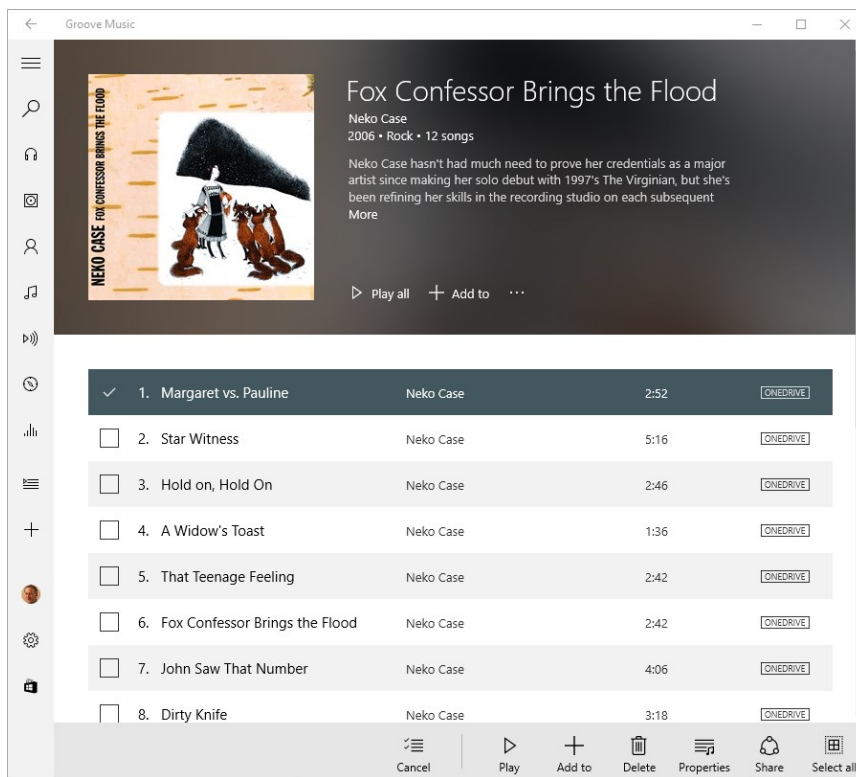 Groove Music
NEKO CASE FOX CONFESSOR BRINGS THE FLOOD
Fox Confessor Brings the Flood
Neko Case
2006 • Rock • 12 songs
Neko Case hasn't had much need to prove her credentials as a major
artist since making her solo debut with 1997's The Virginian, but she's
been refining her skills in the recording studio on each subsequent
More
Play all Add to ...
1. Margaret vs. Pauline Neko Case 2:52 ONEDRIVE
2. Star Witness Neko Case 5:16 ONEDRIVE
3. Hold on, Hold On Neko Case 2:46 ONEDRIVE
4. A Widow's Toast Neko Case 1:36 ONEDRIVE
5. That Teenage Feeling Neko Case 2:42 ONEDRIVE
6. Fox Confessor Brings the Flood Neko Case 2:42 ONEDRIVE
7. John Saw That Number Neko Case 4:06 ONEDRIVE
8. Dirty Knife Neko Case 3:18 ONEDRIVE
Cancel Play Add to Delete Properties Share Select all